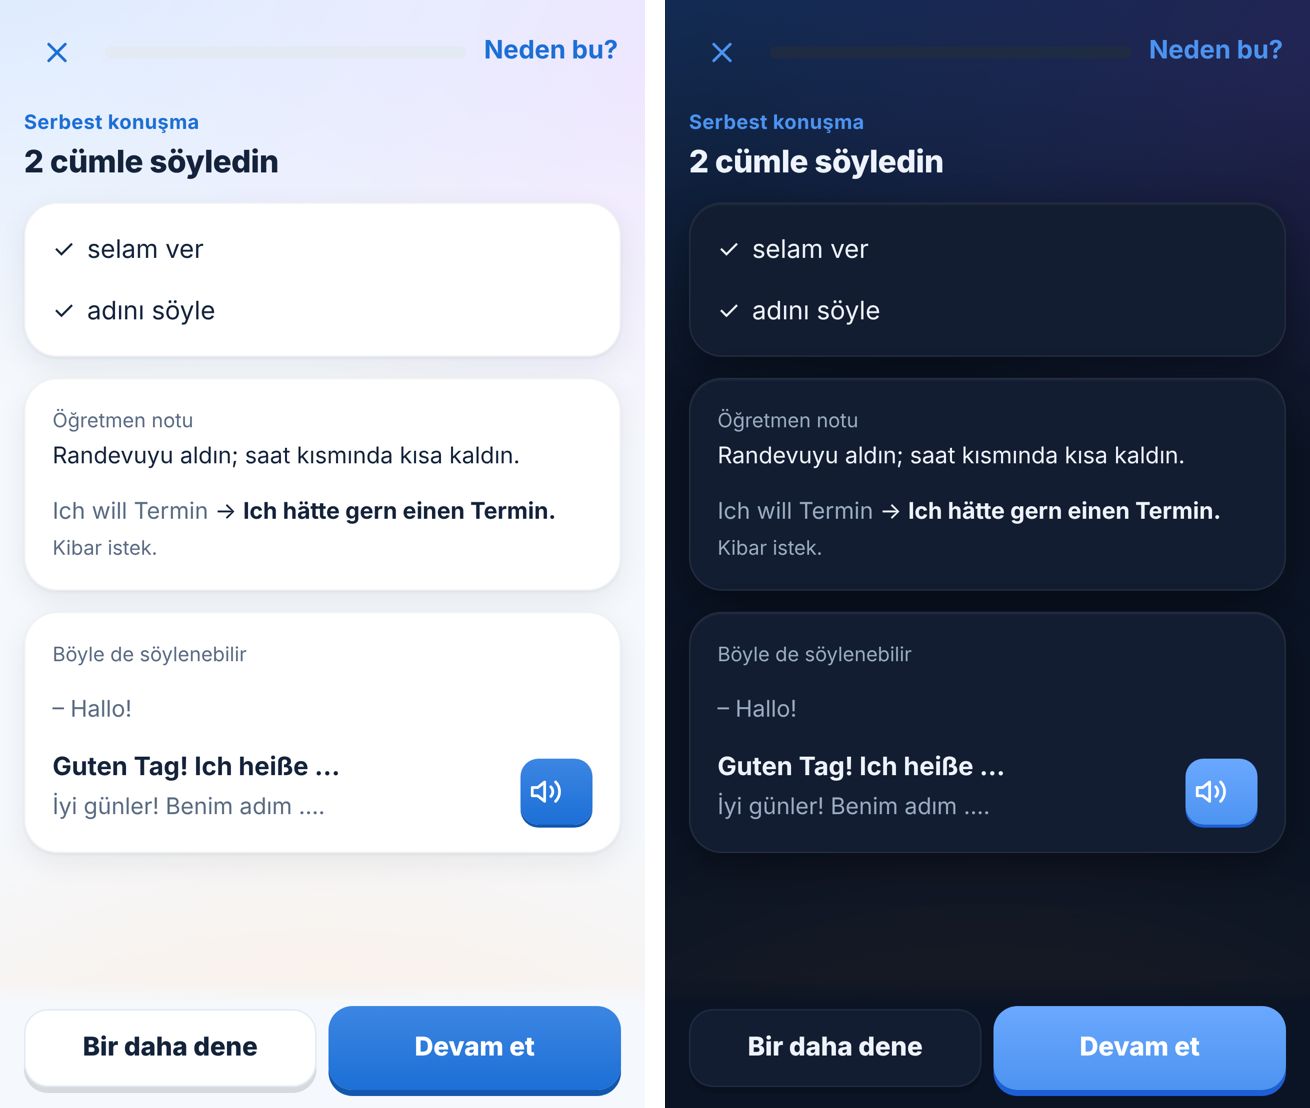 Neden bu?
Serbest konuşma
2 cümle söyledin
selam ver
adını söyle
Öğretmen notu
Randevuyu aldın; saat kısmında kısa kaldın.
Ich will Termin → Ich hätte gern einen Termin.
Kibar istek.
Böyle de söylenebilir
– Hallo!
Guten Tag! Ich heiße ...
İyi günler! Benim adım ....
Bir daha dene
Devam et
Neden bu?
Serbest konuşma
2 cümle söyledin
selam ver
adını söyle
Öğretmen notu
Randevuyu aldın; saat kısmında kısa kaldın.
Ich will Termin → Ich hätte gern einen Termin.
Kibar istek.
Böyle de söylenebilir
– Hallo!
Guten Tag! Ich heiße ...
İyi günler! Benim adım ....
Bir daha dene
Devam et